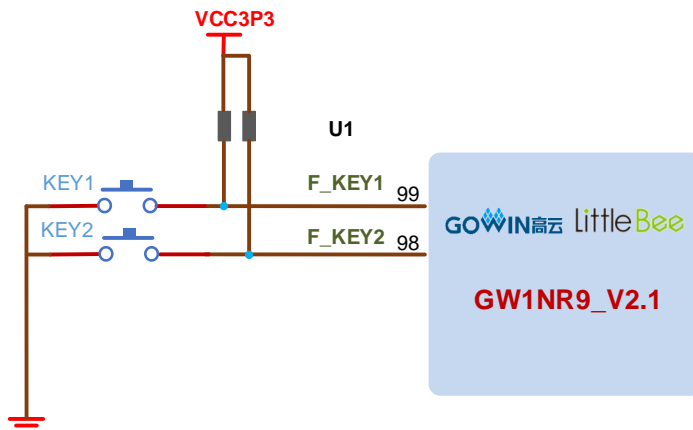 VCC3P3
U1
KEY1
F_KEY1
99
KEY2
F_KEY2
98
GOWIN高云 LittleBee
GW1NR9_V2.1